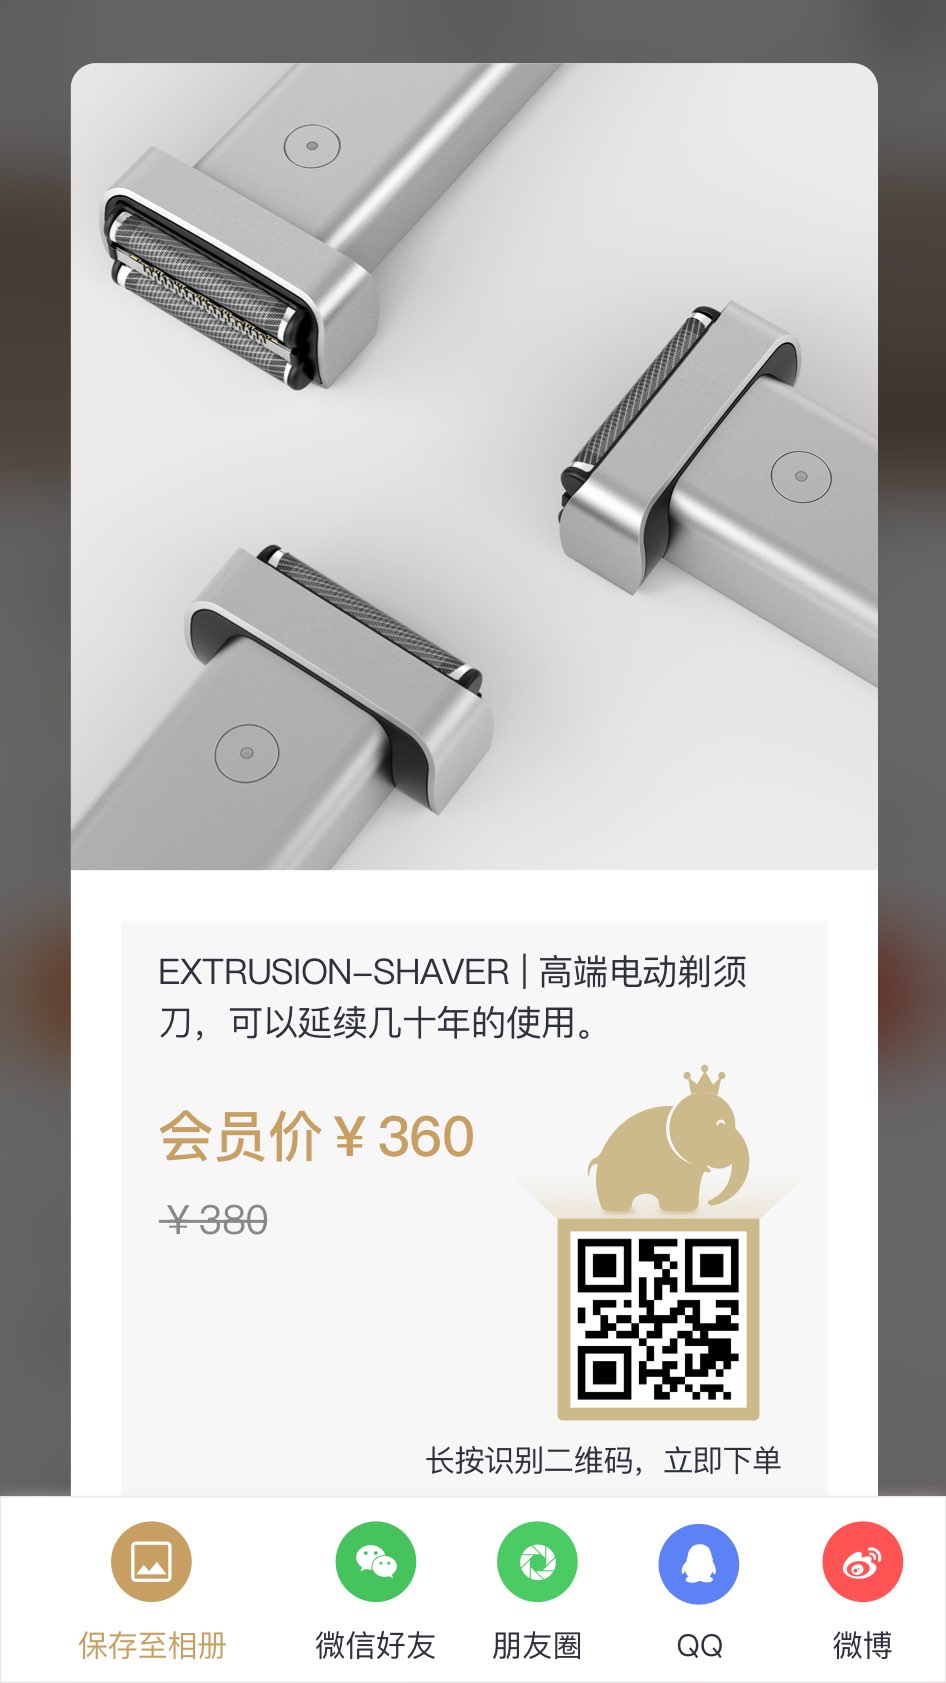 EXTRUSION-SHAVER | 高端电动剃须
刀，可以延续几十年的使用。
会员价￥360
￥380
长按识别二维码，立即下单
保存至相册
微信好友
朋友圈
QQ
微博